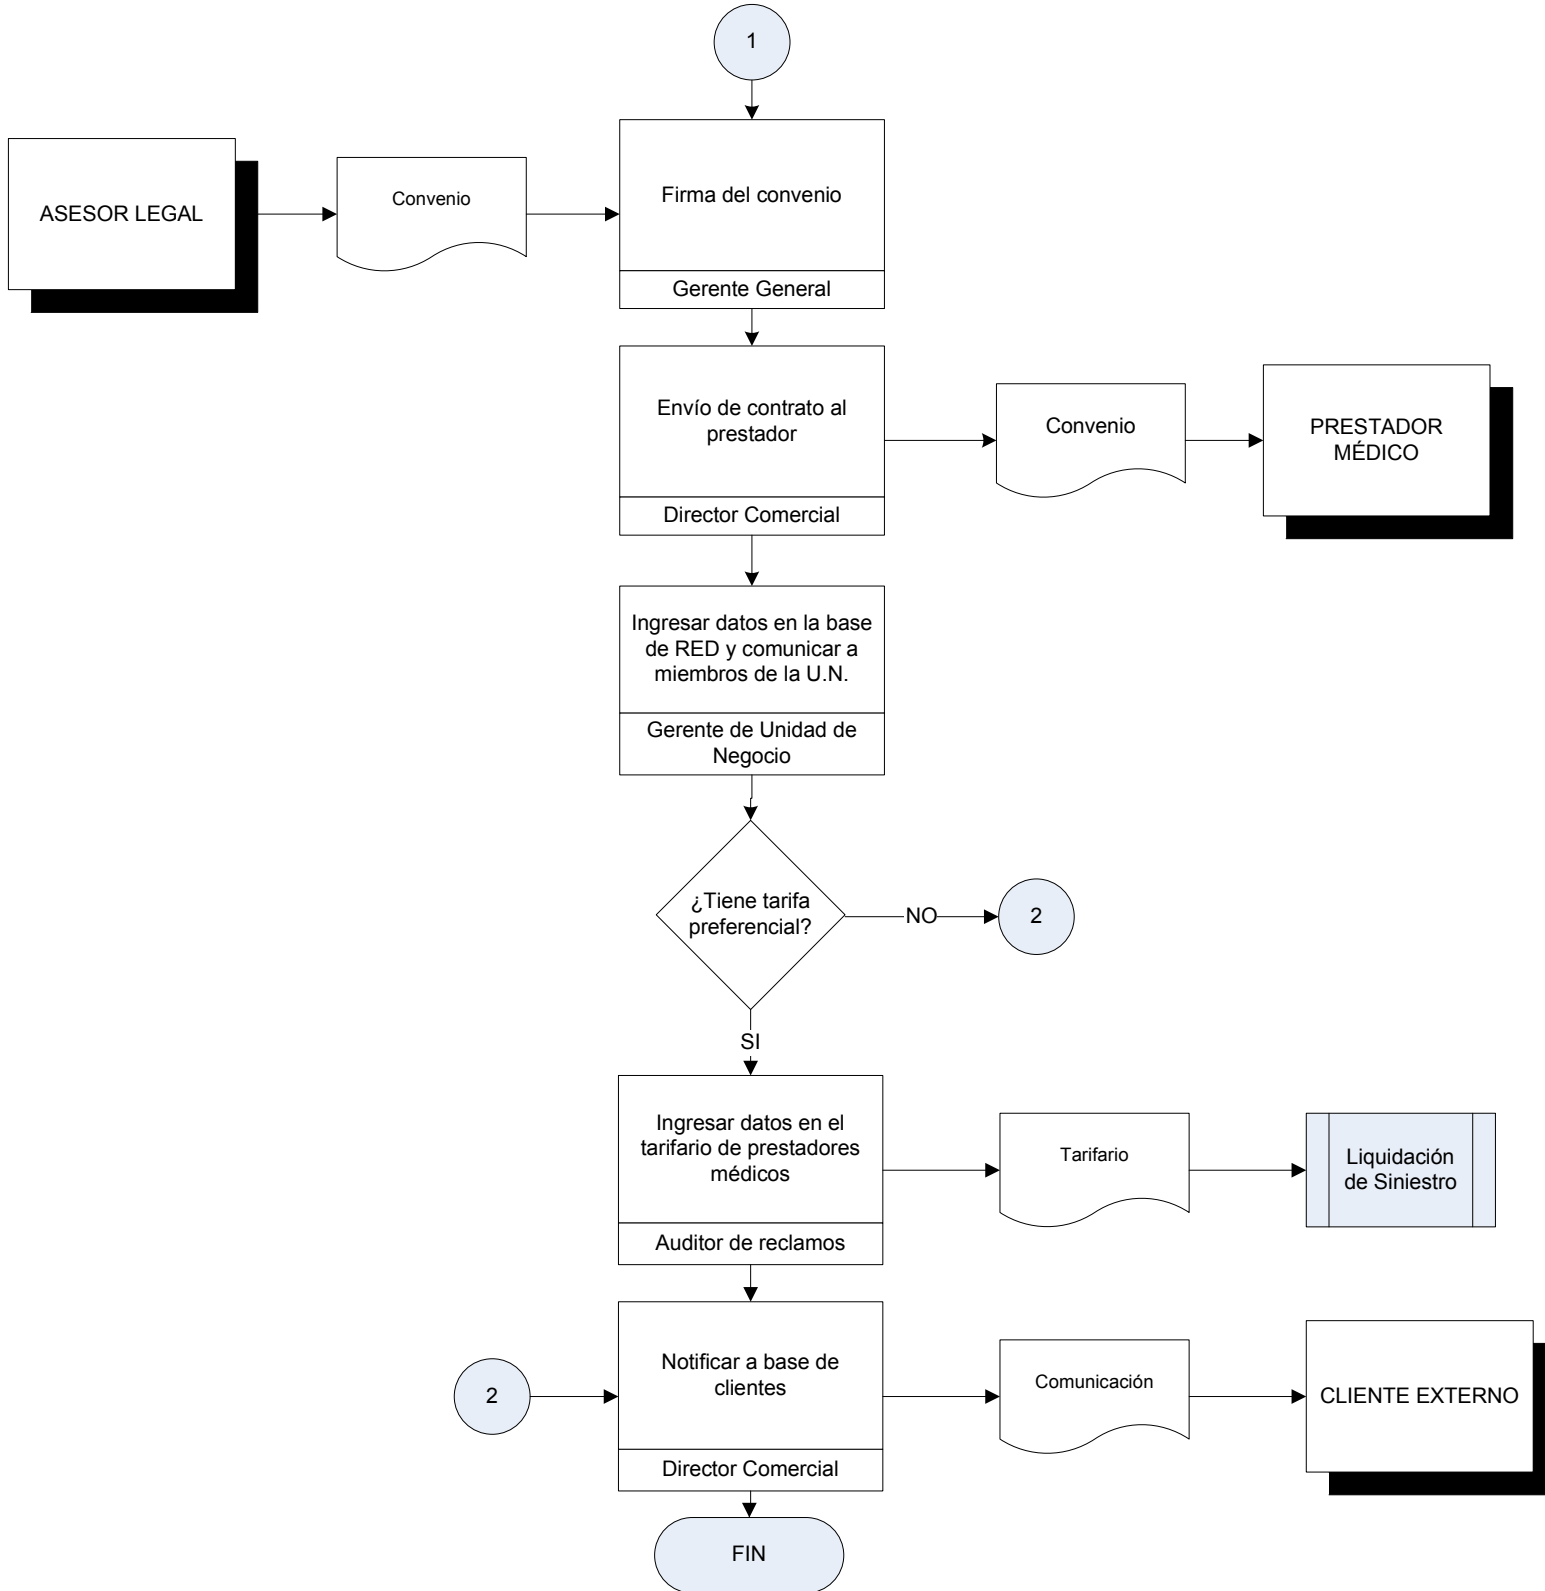 1
ASESOR LEGAL
Convenio
Firma del convenio
Gerente General
Envío de contrato al
prestador
Director Comercial
Convenio
PRESTADOR
MÉDICO
Ingresar datos en la base
de RED y comunicar a
miembros de la U.N.
Gerente de Unidad de
Negocio
¿Tiene tarifa
preferencial?
NO
2
SI
Ingresar datos en el
tarifario de prestadores
médicos
Auditor de reclamos
Tarifario
Liquidación
de Siniestro
2
Notificar a base de
clientes
Director Comercial
Comunicación
CLIENTE EXTERNO
FIN